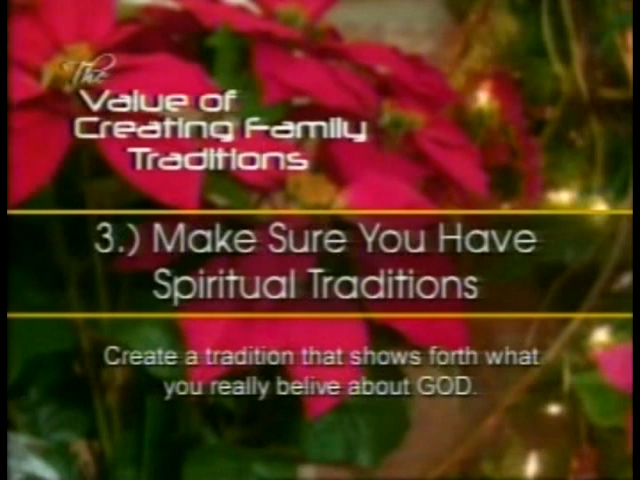 The
Value of
Creating Family
Traditions
3.) Make Sure You Have
Spiritual Traditions
Create a tradition that shows forth what
you really belive about GOD.